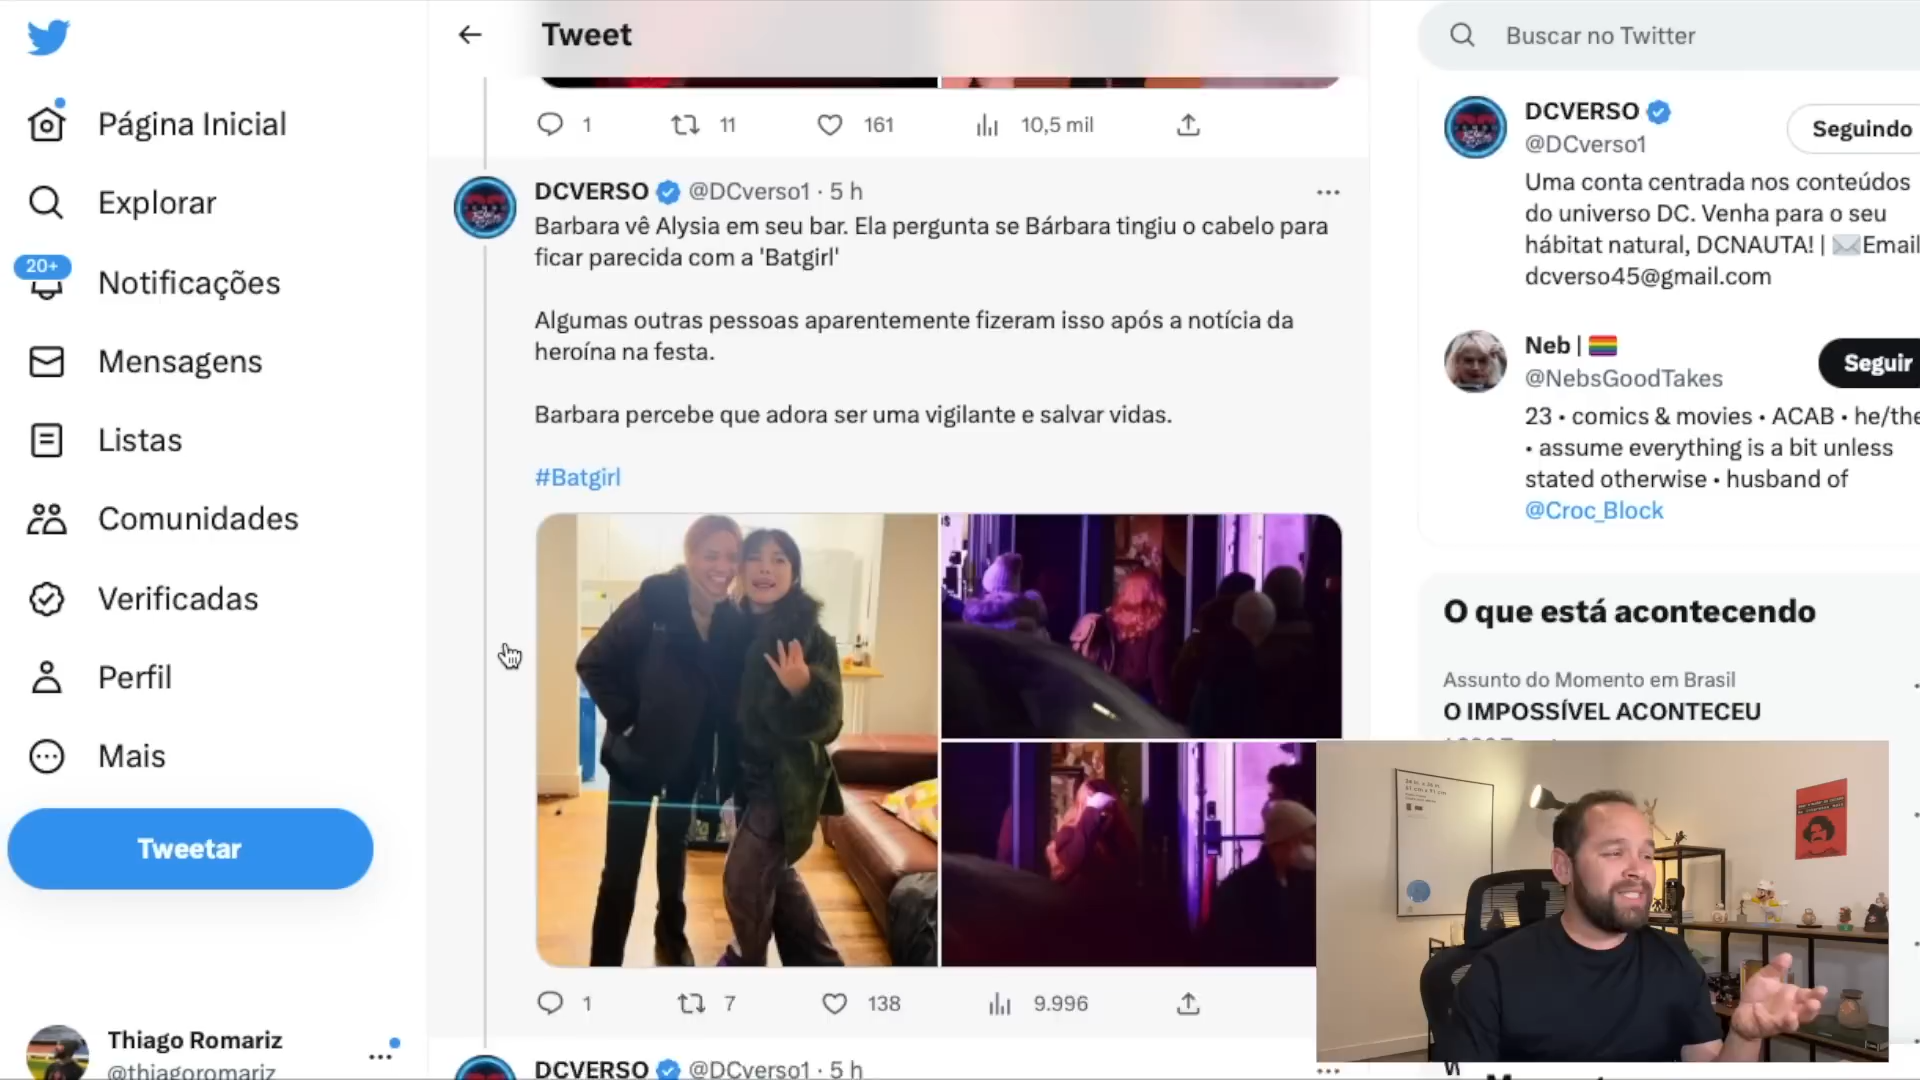 Tweet
Buscar no Twitter
Página Inicial
Explorar
20+
Notificações
Mensagens
Listas
Comunidades
Verificadas
Perfil
Mais
Tweetar
Thiago Romariz
@thiagoromariz
1 11 161 10,5 mil
DCVERSO @DCverso1 · 5 h
Barbara vê Alysia em seu bar. Ela pergunta se Bárbara tingiu o cabelo para
ficar parecida com a 'Batgirl'
Algumas outras pessoas aparentemente fizeram isso após a notícia da
heroína na festa.
Barbara percebe que adora ser uma vigilante e salvar vidas.
#Batgirl
1 7 138 9.996
DCVERSO @DCverso1 · 5 h
DCVERSO
@DCverso1
Seguindo
Uma conta centrada nos conteúdos
do universo DC. Venha para o seu
hábitat natural, DCNAUTA! | Email
dcverso45@gmail.com
Neb |
@NebsGoodTakes
Seguir
23 • comics & movies • ACAB • he/the
• assume everything is a bit unless
stated otherwise • husband of
@Croc_Block
O que está acontecendo
Assunto do Momento em Brasil
O IMPOSSÍVEL ACONTECEU